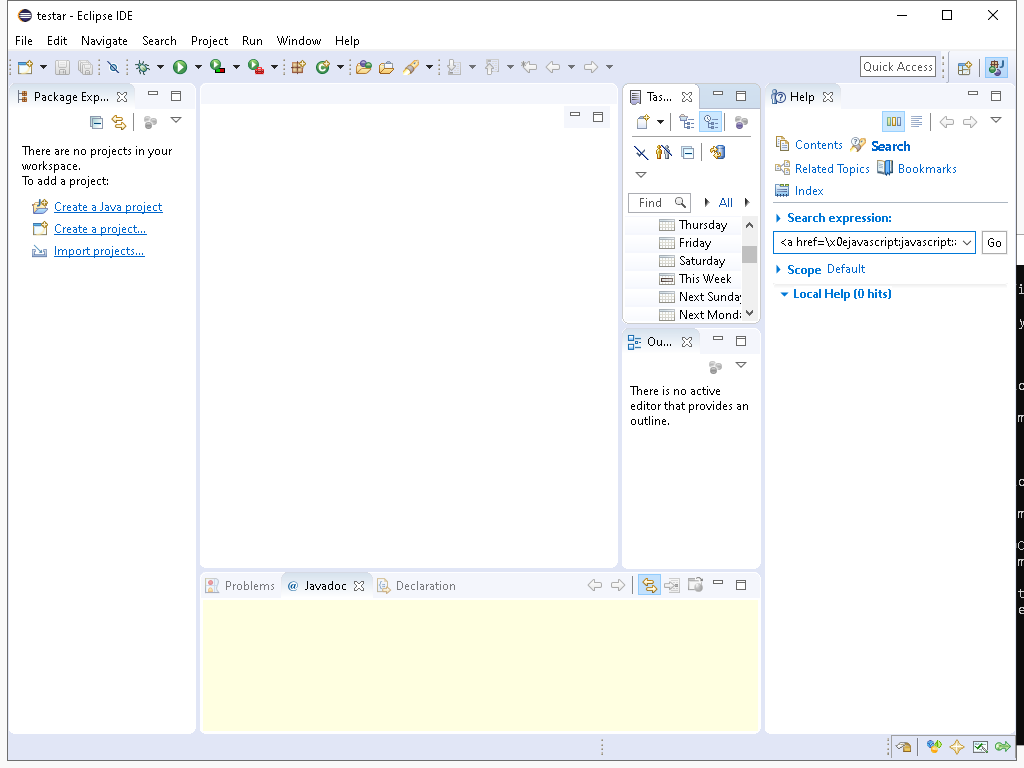 testar - Eclipse IDE
File Edit Navigate Search Project Run Window Help
Quick Access
Package Exp...
There are no projects in your
workspace.
To add a project:
Create a Java project
Create a project...
Import projects...
Tas...
Find
All
Thursday
Friday
Saturday
This Week
Next Sunday
Next Mond
Ou...
There is no active
editor that provides an
outline.
Help
Contents
Search
Related Topics
Bookmarks
Index
Search expression:
<a href=\x0ejavascript:javascript:
Go
Scope Default
Local Help (0 hits)
Problems
@ Javadoc
Declaration